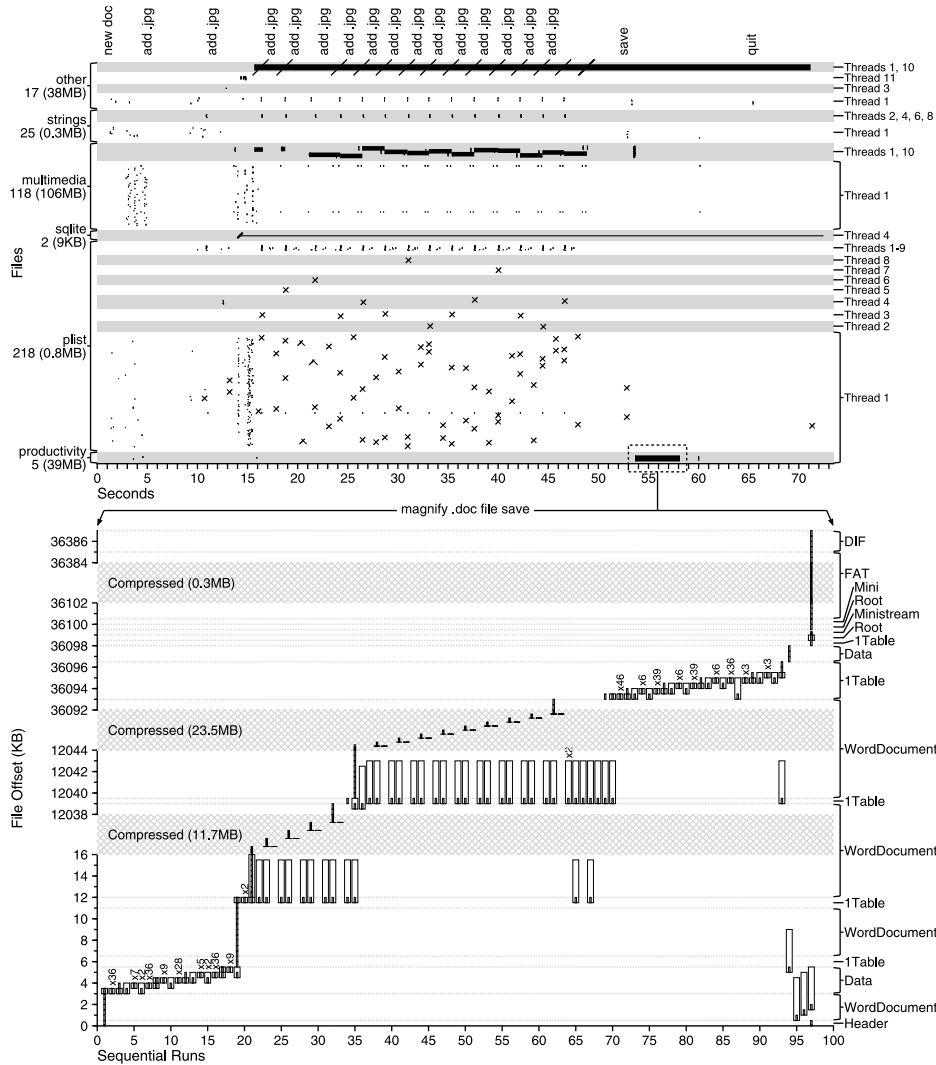 new doc
add .jpg
add .jpg
add .jpg
add .jpg
add .jpg
add .jpg
add .jpg
add .jpg
add .jpg
add .jpg
add .jpg
add .jpg
add .jpg
save
quit
Files
other
17 (38MB)
strings
25 (0.3MB)
multimedia
118 (106MB)
sqlite
2 (9KB)
plist
218 (0.8MB)
productivity
5 (39MB)
Threads 1, 10
Thread 11
Thread 3
Thread 1
Threads 2, 4, 6, 8
Thread 1
Threads 1, 10
Thread 1
Thread 4
Threads 1-9
Thread 8
Thread 7
Thread 6
Thread 5
Thread 4
Thread 3
Thread 2
Thread 1
0 5 10 15 20 25 30 35 40 45 50 55 60 65 70
Seconds
magnify .doc file save
File Offset (KB)
36386
36384
36102
36100
36098
36096
36094
36092
12044
12042
12040
12038
16
14
12
10
8
6
4
2
0
Compressed (0.3MB)
Compressed (23.5MB)
Compressed (11.7MB)
x36
x7
x2
x36
x9
x28
x5
x2
x36
x9
x2
x2
x46
x6
x39
x6
x39
x6
x36
x3
x3
DIF
FAT
Mini
Root
Ministream
Root
1Table
Data
1Table
WordDocument
1Table
WordDocument
1Table
WordDocument
1Table
Data
WordDocument
Header
0 5 10 15 20 25 30 35 40 45 50 55 60 65 70 75 80 85 90 95 100
Sequential Runs